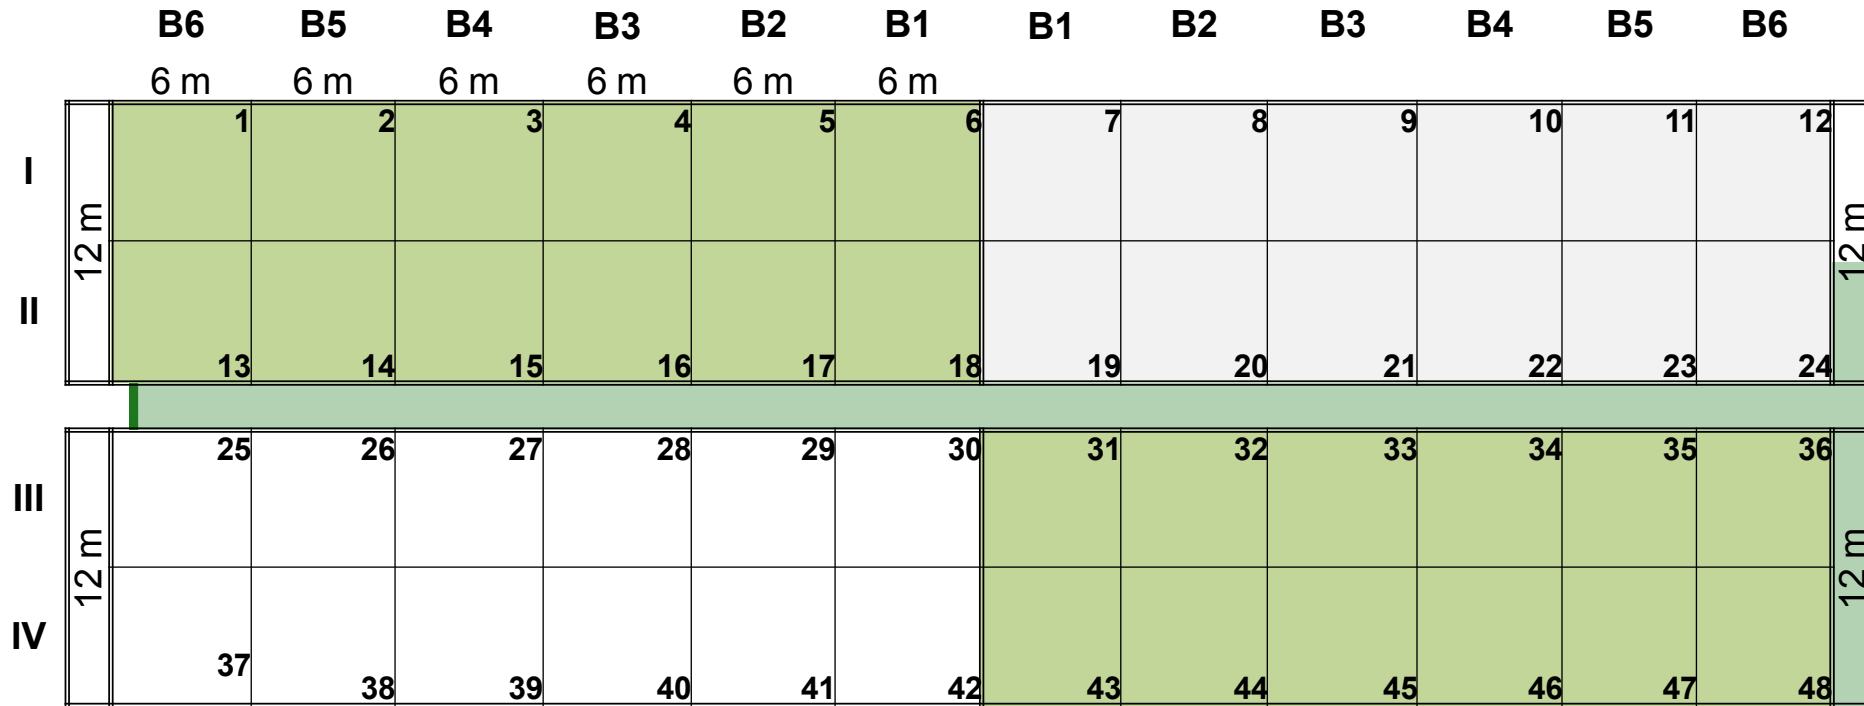 B6 B5 B4 B3 B2 B1 B1 B2 B3 B4 B5 B6
6 m 6 m 6 m 6 m 6 m 6 m
1 2 3 4 5 6 7 8 9 10 11 12
I
12 m 12 m
II
13 14 15 16 17 18 19 20 21 22 23 24
25 26 27 28 29 30 31 32 33 34 35 36
III
12 m 12 m
IV
37 38 39 40 41 42 43 44 45 46 47 48